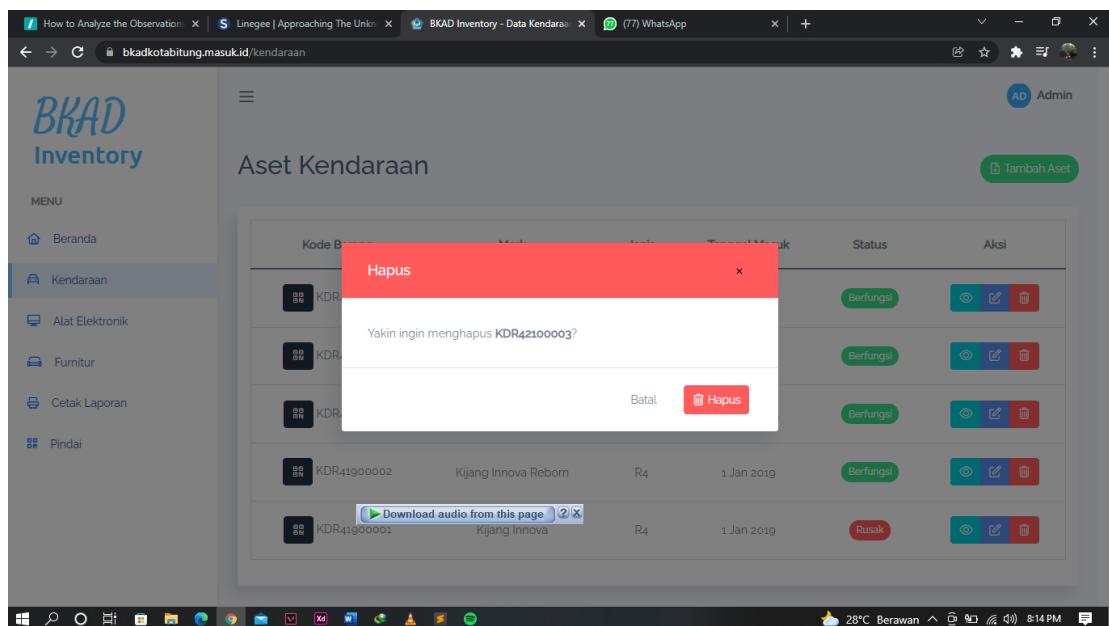 How to Analyze the Observation
Linegee | Approaching The Unkn
BKAD Inventory - Data Kendaraa
(77) WhatsApp
bkadkotabitung.masuk.id/kendaraan
BKAD
Inventory
AD Admin
Aset Kendaraan
Tambah Aset
MENU
Beranda
Kendaraan
Alat Elektronik
Furnitur
Cetak Laporan
Pindai
Kode Status Aksi
Hapus
Yakin ingin menghapus KDR42100003?
Batal Hapus
Berfungsi
Berfungsi
Berfungsi
KDR41900002 Kijang Innova Reborn R4 1 Jan 2019 Berfungsi
Download audio from this page ? X
KDR41900001 Kijang Innova R4 1 Jan 2019 Rusak
28°C Berawan 8:14 PM